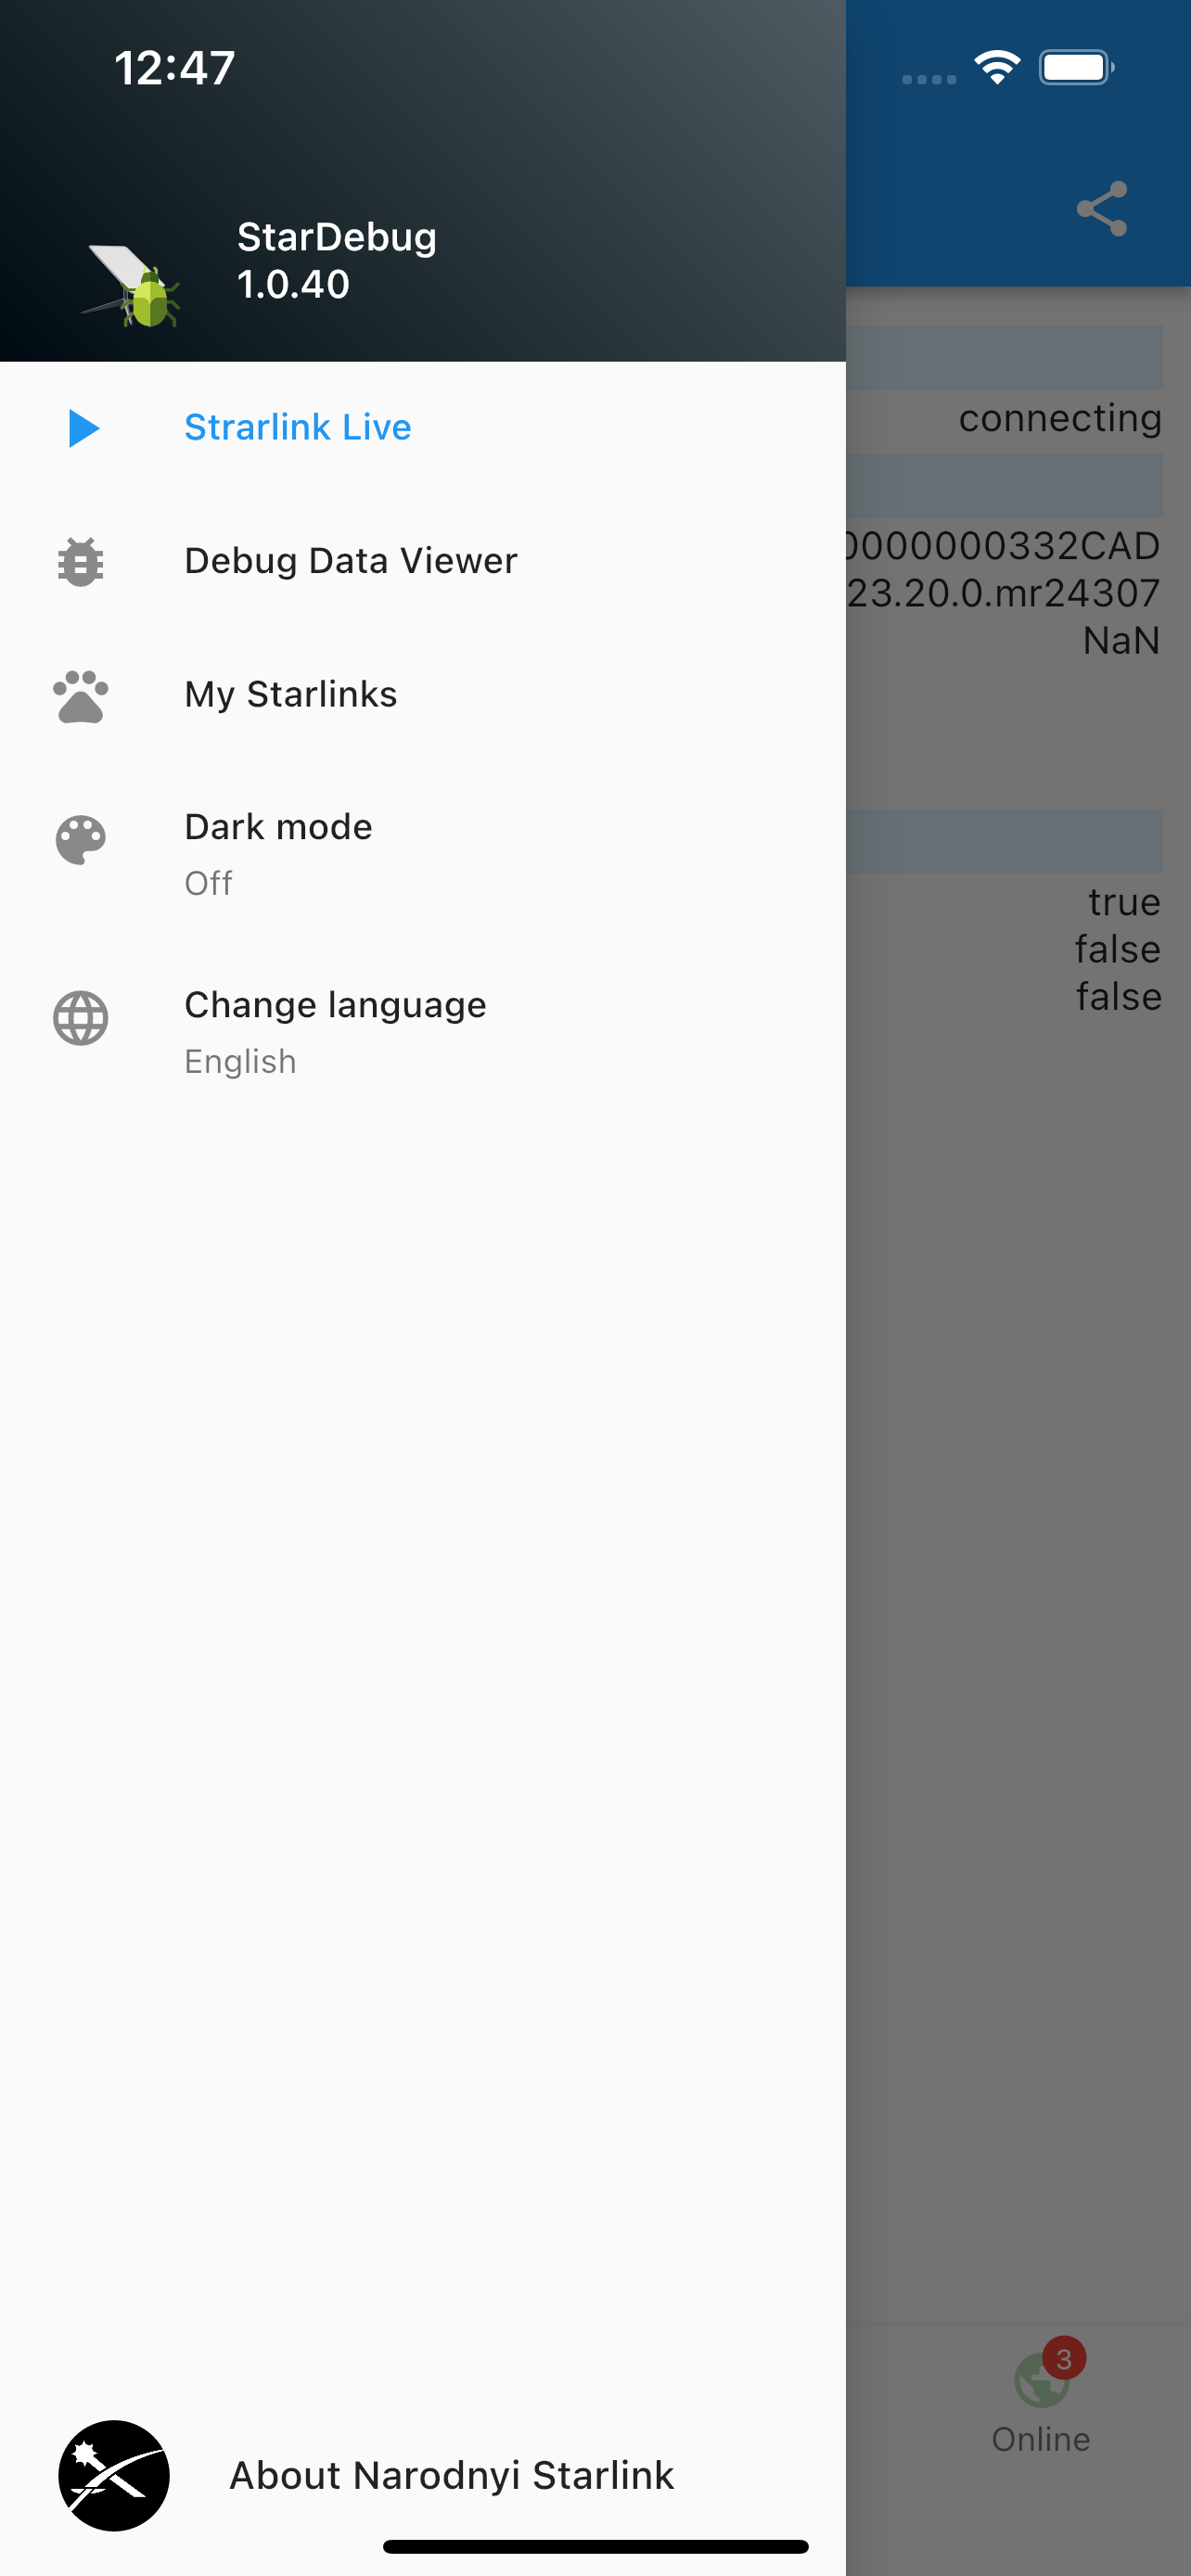 12:47
StarDebug
1.0.40
Strarlink Live
connecting
Debug Data Viewer
0000000332CAD
23.20.0.mr24307
NaN
My Starlinks
Dark mode
Off
true
false
false
Change language
English
3
Online
About Narodnyi Starlink